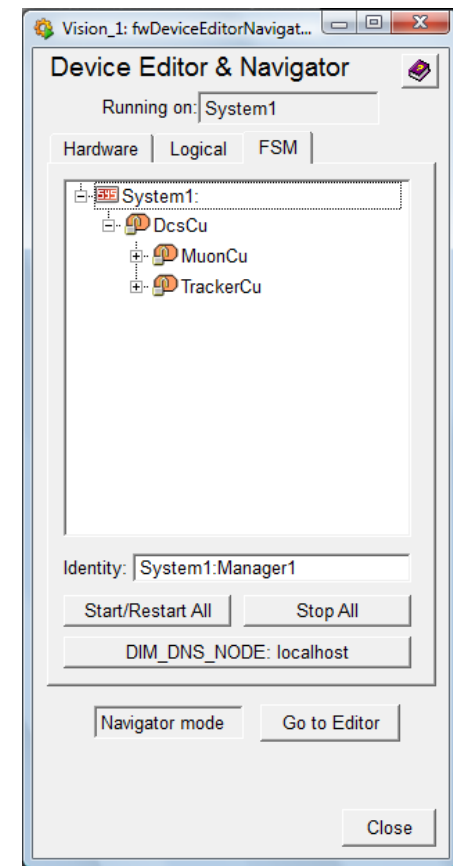 Vision_1: fwDeviceEditorNavigat...
Device Editor & Navigator
Running on: System1
Hardware Logical FSM
System1:
DcsCu
MuonCu
TrackerCu
Identity: System1:Manager1
Start/Restart All Stop All
DIM_DNS_NODE: localhost
Navigator mode Go to Editor
Close